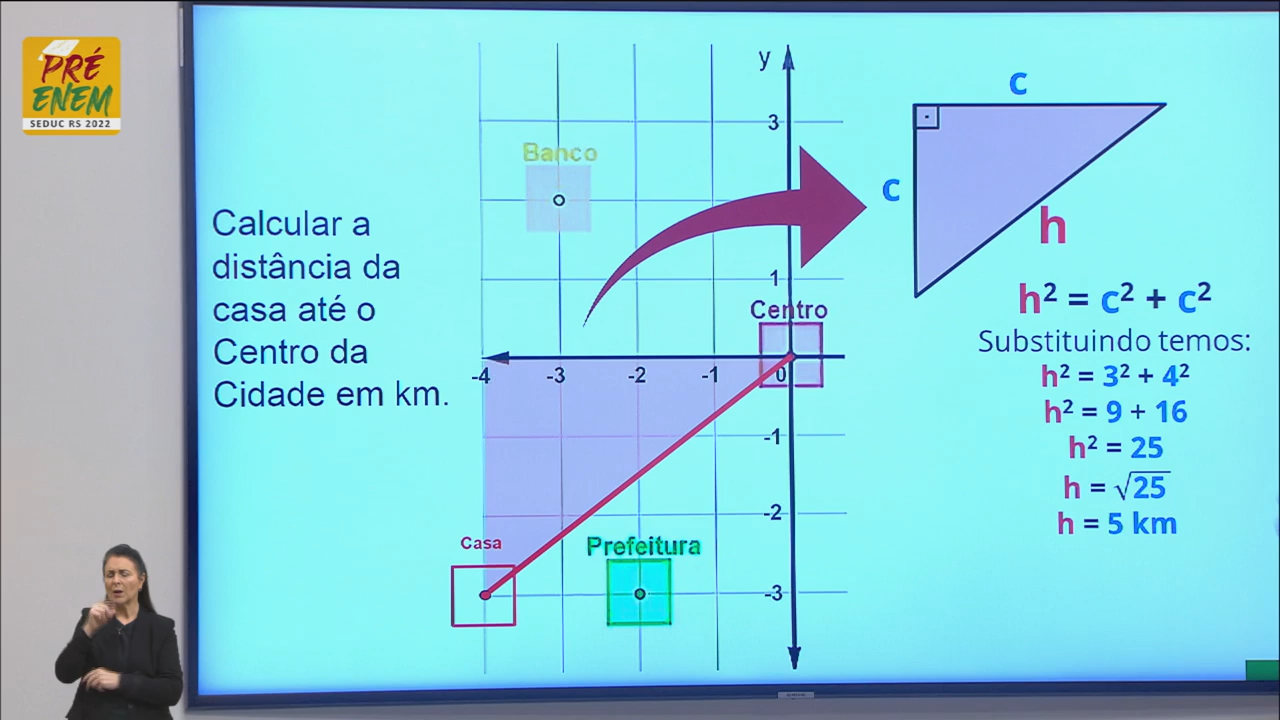 PRÉ
ENEM
SEDUC RS 2022
Calcular a
distância da
casa até o
Centro da
Cidade em km.
y
3
Banco
1
Centro
-4
-3
-2
-1
0
-1
-2
-3
Casa
Prefeitura
c
c
h
h² = c² + c²
Substituindo temos:
h² = 3² + 4²
h² = 9 + 16
h² = 25
h = √25
h = 5 km